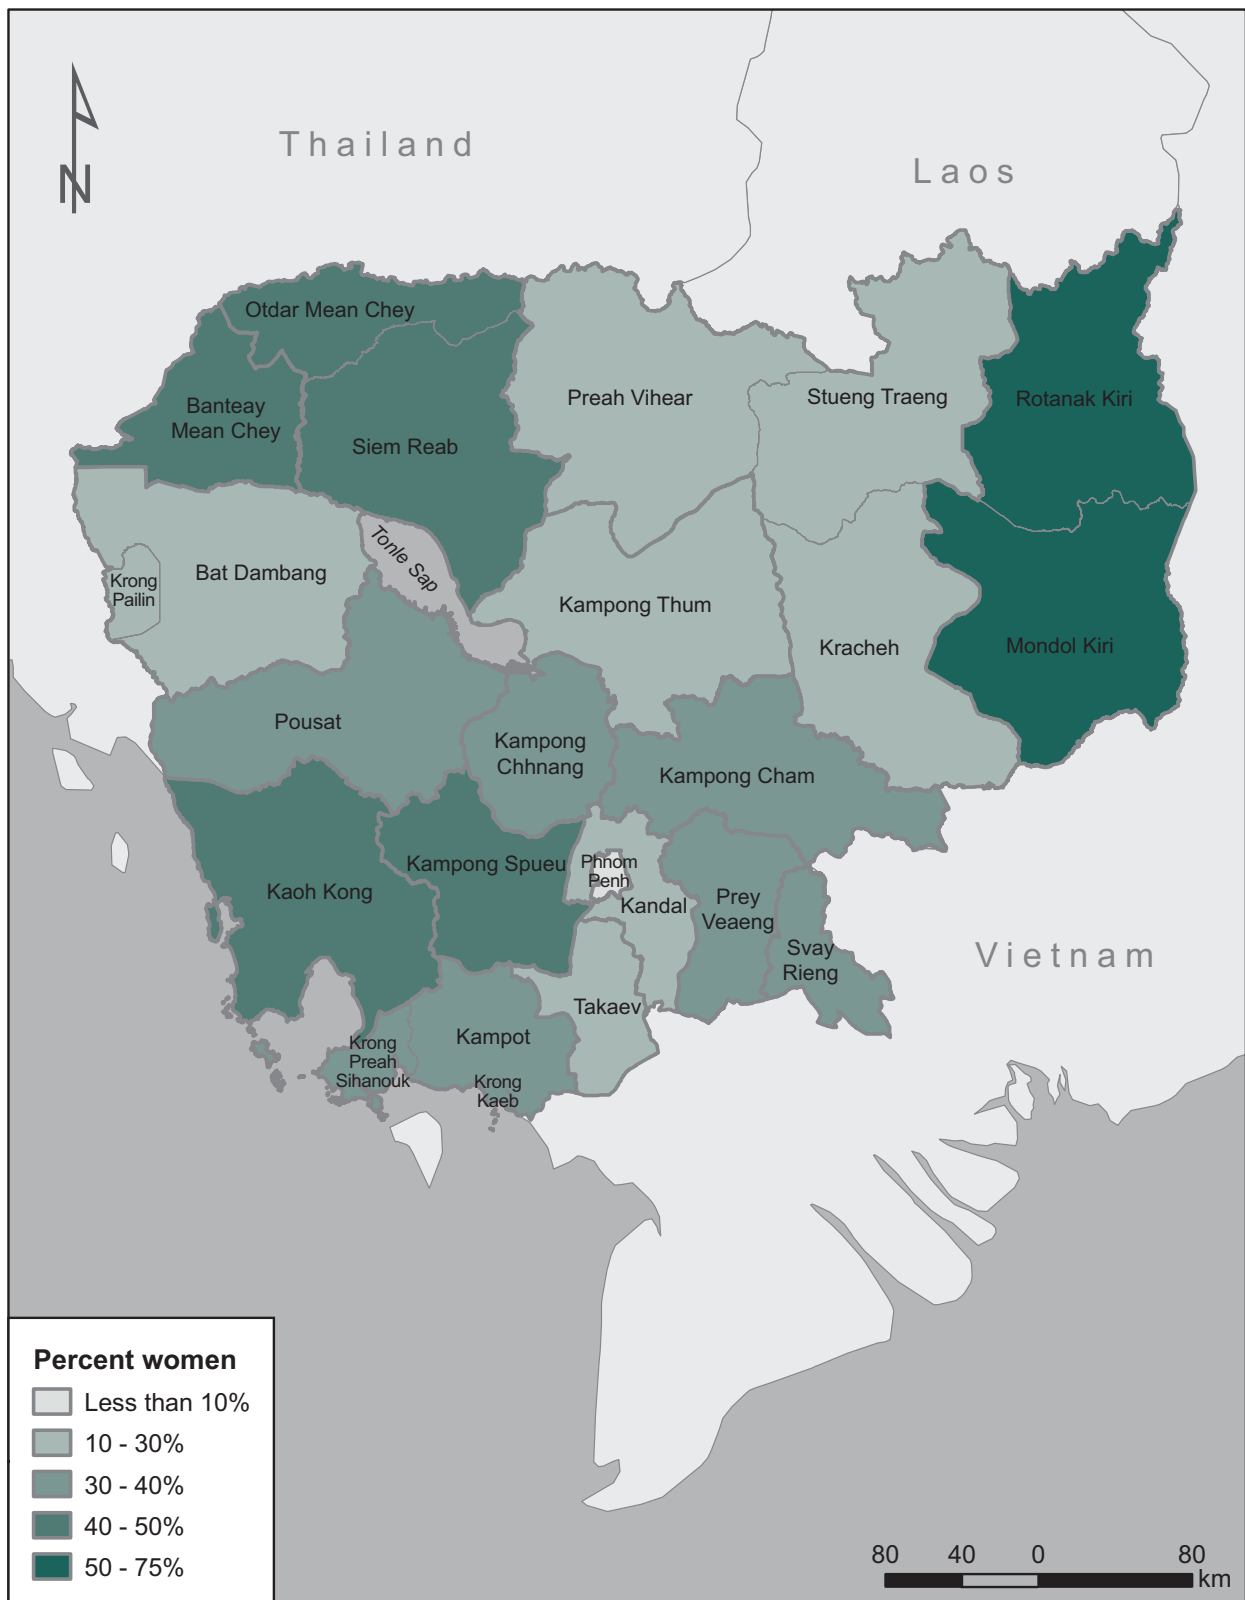 Thailand
Laos
N
Otdar Mean Chey
Banteay
Mean Chey
Siem Reab
Preah Vihear
Stueng Traeng
Rotanak Kiri
Tonle Sap
Krong
Pailin
Bat Dambang
Kampong Thum
Kracheh
Mondol Kiri
Pousat
Kampong
Chhnang
Kampong Cham
Kaoh Kong
Kampong Spueu
Phnom
Penh
Kandal
Prey
Veaeng
Svay
Rieng
Vietnam
Takaev
Kampot
Krong
Preah
Sihanouk
Krong
Kaeb
Percent women
Less than 10%
10 - 30%
30 - 40%
40 - 50%
50 - 75%
80 40 0 80
km